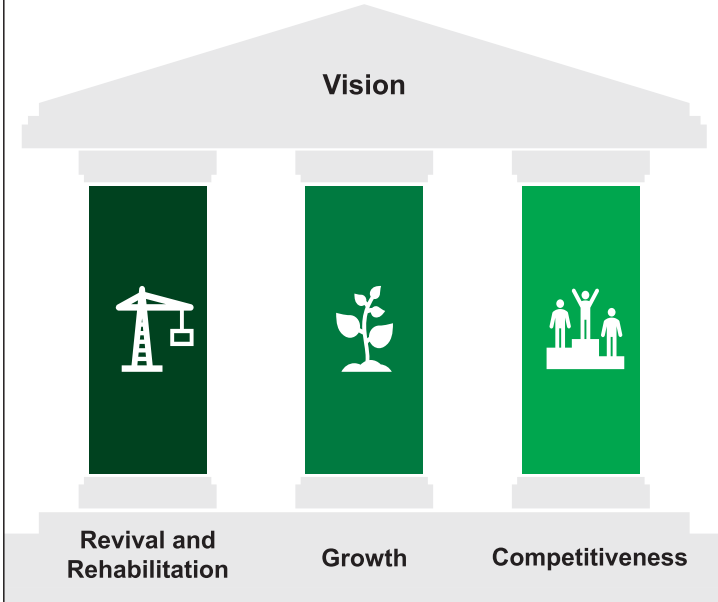 Vision
Revival and
Rehabilitation
Growth
Competitiveness